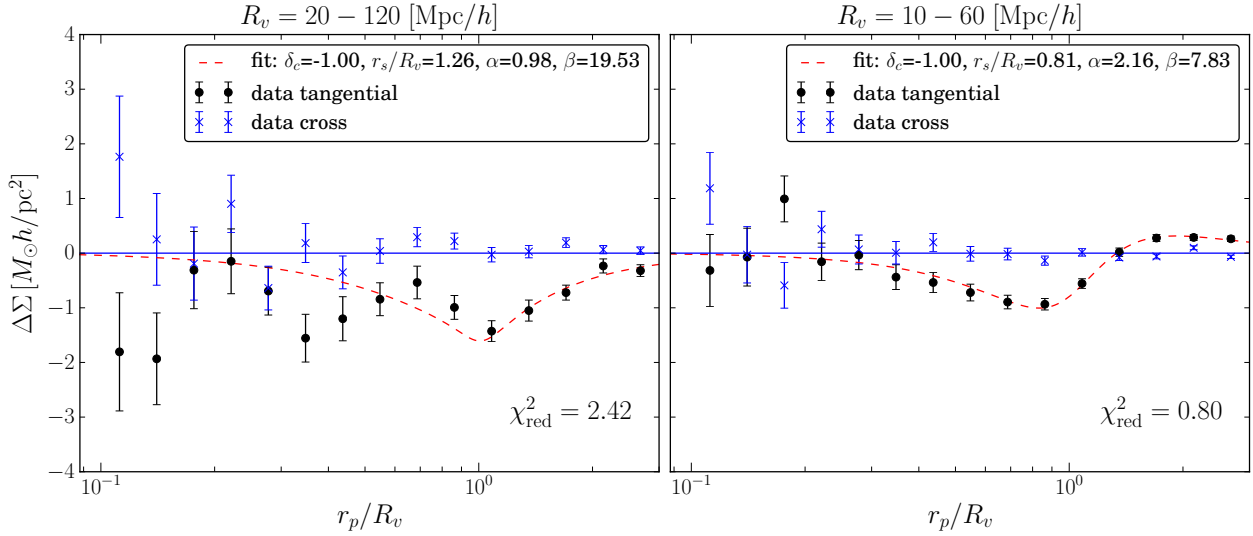 R_v = 20 − 120 [Mpc/h]
fit: δ_c=-1.00, r_s/R_v=1.26, α=0.98, β=19.53
data tangential
data cross
4
3
2
1
0
−1
−2
−3
−4
ΔΣ [M_⊙h/pc²]
χ²_red = 2.42
10⁻¹
10⁰
r_p/R_v
R_v = 10 − 60 [Mpc/h]
fit: δ_c=-1.00, r_s/R_v=0.81, α=2.16, β=7.83
data tangential
data cross
χ²_red = 0.80
10⁻¹
10⁰
r_p/R_v